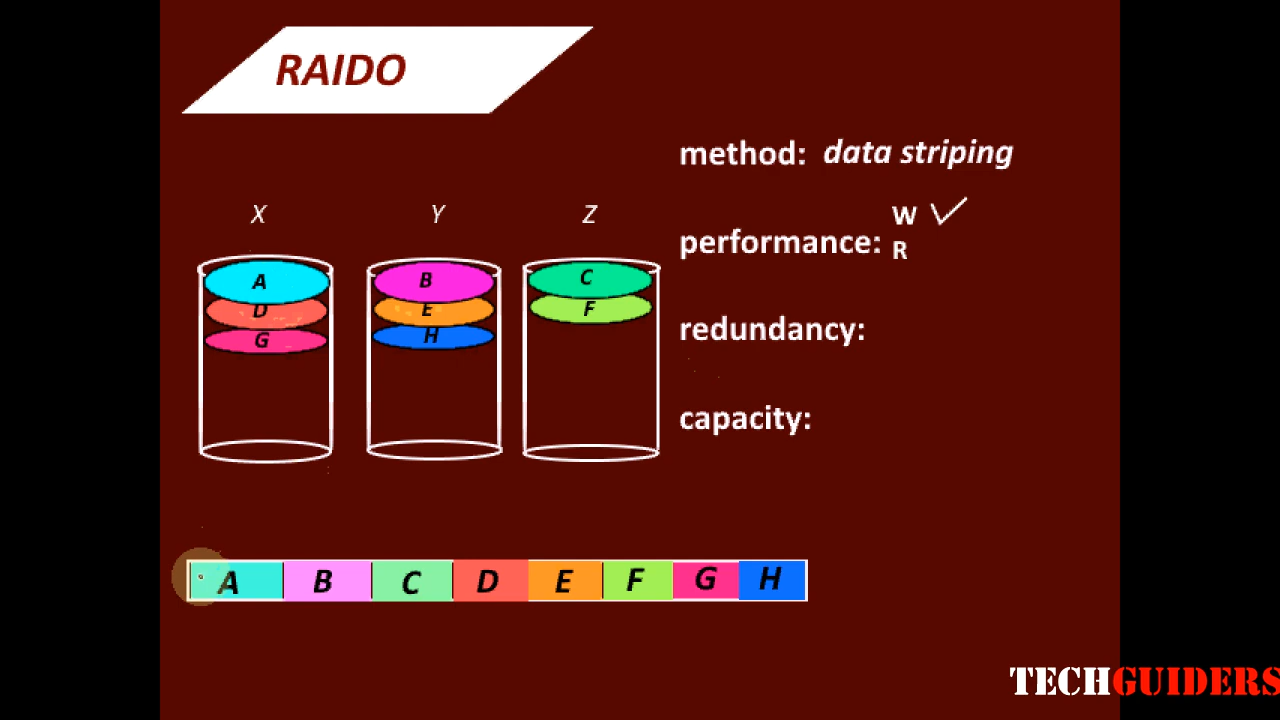 RAIDO
method: data striping
X Y Z
W
performance:
R
A B C
D E F
G H
redundancy:
capacity:
A B C D E F G H
TECHGUIDERS